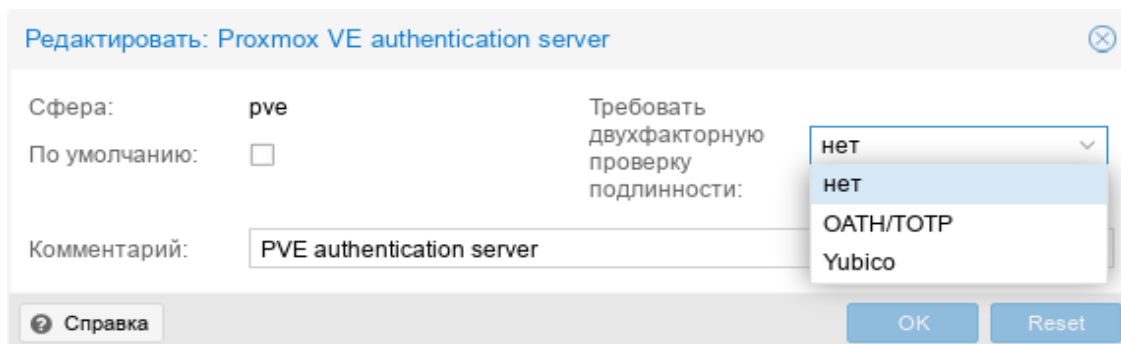 Редактировать: Proxmox VE authentication server
Сфера: pve
По умолчанию:
Требовать
двухфакторную
проверку
подлинности:
нет
нет
OATH/TOTP
Yubico
Комментарий: PVE authentication server
Справка
OK Reset